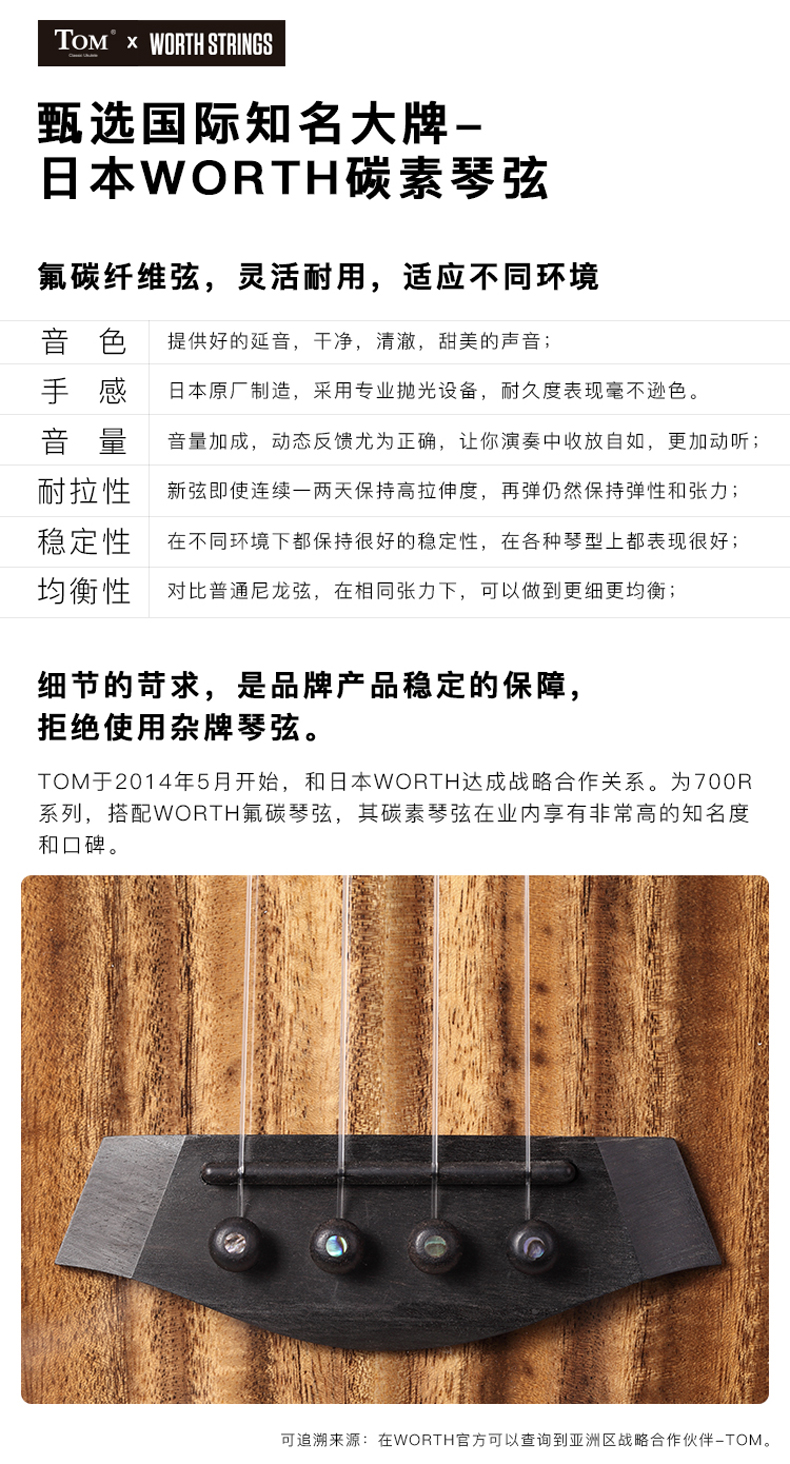 TOM® x WORTH STRINGS
Classic Ukulele
甄选国际知名大牌-
日本WORTH碳素琴弦
氟碳纤维弦，灵活耐用，适应不同环境
音 色 提供好的延音，干净，清澈，甜美的声音；
手 感 日本原厂制造，采用专业抛光设备，耐久度表现毫不逊色。
音 量 音量加成，动态反馈尤为正确，让你演奏中收放自如，更加动听；
耐拉性 新弦即使连续一两天保持高拉伸度，再弹仍然保持弹性和张力；
稳定性 在不同环境下都保持很好的稳定性，在各种琴型上都表现很好；
均衡性 对比普通尼龙弦，在相同张力下，可以做到更细更均衡；
细节的苛求，是品牌产品稳定的保障，
拒绝使用杂牌琴弦。
TOM于2014年5月开始，和日本WORTH达成战略合作关系。为700R
系列，搭配WORTH氟碳琴弦，其碳素琴弦在业内享有非常高的知名度
和口碑。
可追溯来源：在WORTH官方可以查询到亚洲区战略合作伙伴-TOM。